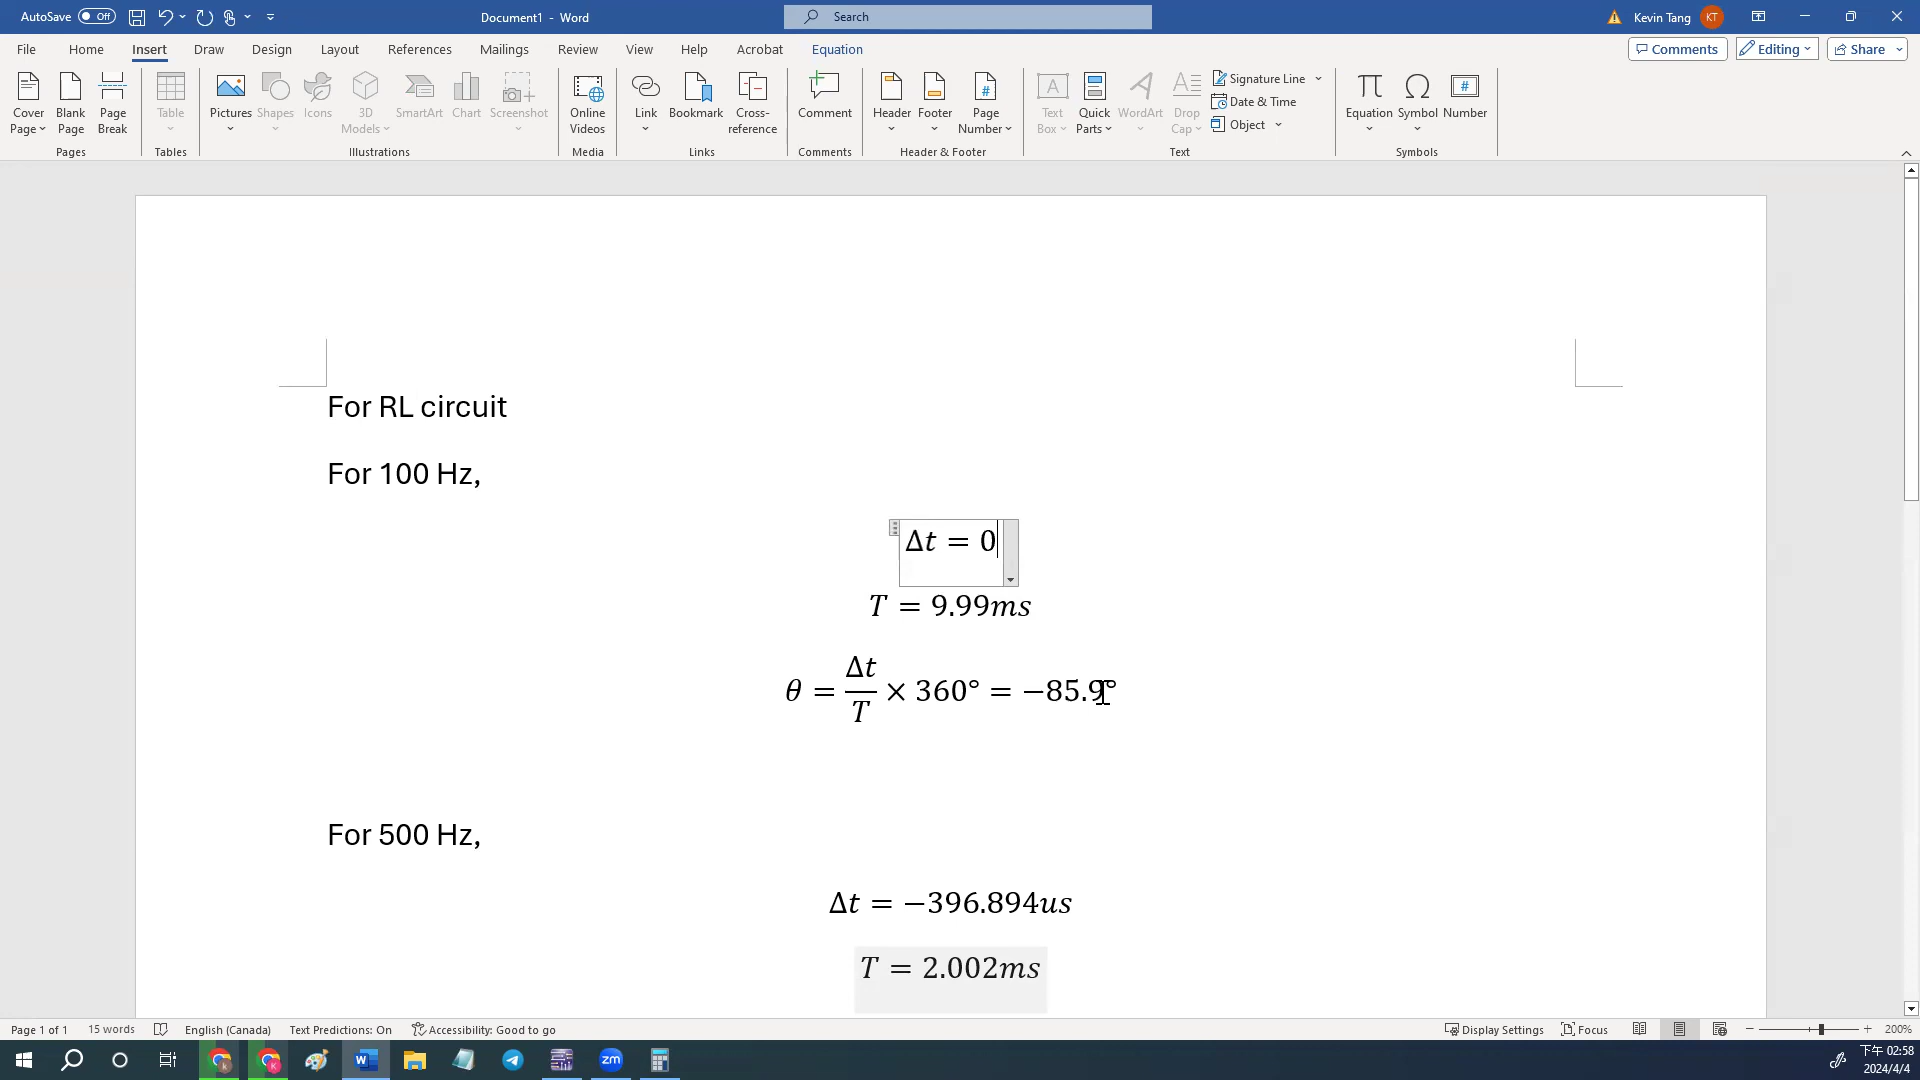 AutoSave Off Document1 - Word Search Kevin Tang KT
File Home Insert Draw Design Layout References Mailings Review View Help Acrobat Equation Comments Editing Share
Cover Page Blank Page Page Break Table Pictures Shapes Icons 3D Models SmartArt Chart Screenshot Online Videos Link Bookmark Cross-reference Comment Header Footer Page Number Text Box Quick Parts WordArt Drop Cap Signature Line Date & Time Object Equation Symbol Number
Pages Tables Illustrations Media Links Comments Header & Footer Text Symbols
For RL circuit
For 100 Hz,
Δt = 0
T = 9.99ms
θ = Δt/T × 360° = −85.9°
For 500 Hz,
Δt = −396.894us
T = 2.002ms
Page 1 of 1 15 words English (Canada) Text Predictions: On Accessibility: Good to go Display Settings Focus 200%
zm 下午 02:58
2024/4/4